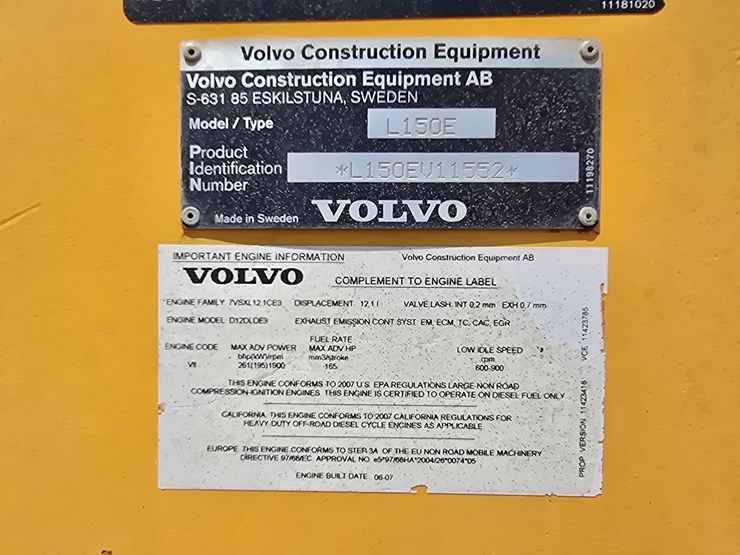 11181020
Volvo Construction Equipment
Volvo Construction Equipment AB
S-631 85 ESKILSTUNA, SWEDEN
Model / Type L150E
Product
Identification *L150EV11552*
Number
11198270
Made in Sweden VOLVO
IMPORTANT ENGINE INFORMATION Volvo Construction Equipment AB
VOLVO COMPLEMENT TO ENGINE LABEL
ENGINE FAMILY 7VSXL12.1CE3 DISPLACEMENT 12.1 l VALVE LASH. INT 0.2 mm EXH 0.7 mm
ENGINE MODEL D12DLDE3 EXHAUST EMISSION CONT SYST. EM, ECM, TC, CAC, EGR
FUEL RATE
ENGINE CODE MAX ADV POWER MAX ADV HP LOW IDLE SPEED
bhp(kW)/rpm mm3/stroke rpm
VII 261(195)1900 165 600-900
THIS ENGINE CONFORMS TO 2007 U.S. EPA REGULATIONS LARGE NON ROAD
COMPRESSION-IGNITION ENGINES. THIS ENGINE IS CERTIFIED TO OPERATE ON DIESEL FUEL ONLY
CALIFORNIA. THIS ENGINE CONFORMS TO 2007 CALIFORNIA REGULATIONS FOR
HEAVY-DUTY OFF-ROAD DIESEL CYCLE ENGINES AS APPLICABLE
EUROPE. THIS ENGINE CONFORMS TO STEP 3A OF THE EU NON ROAD MOBILE MACHINERY
DIRECTIVE 97/68/EC. APPROVAL NO. e5*97/68HA*2004/26*0074*05
ENGINE BUILT DATE 06-07
PROP VERSION 11423416 VCE 11423785